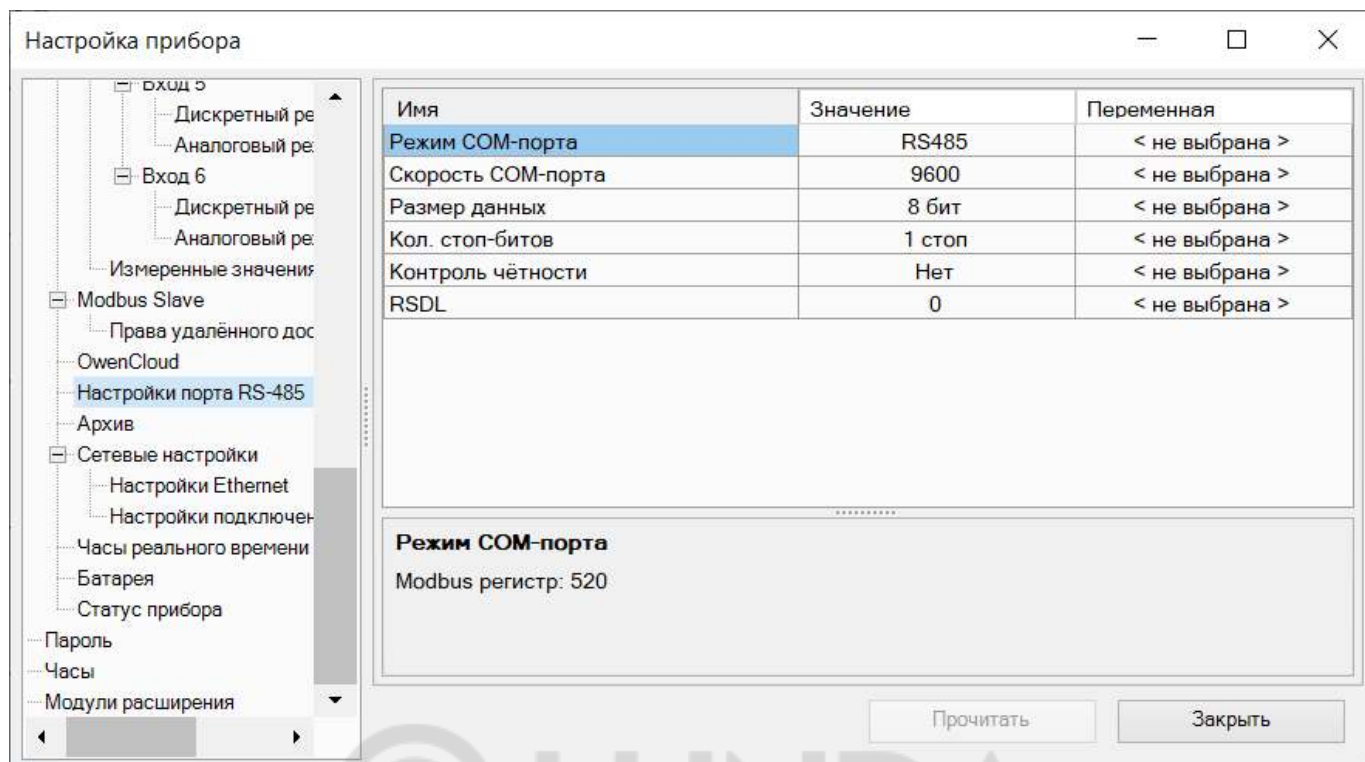 Настройка прибора
Вход 5
Дискретный ре
Аналоговый ре
Вход 6
Дискретный ре
Аналоговый ре
Измеренные значения
Modbus Slave
Права удалённого дос
OwenCloud
Настройки порта RS-485
Архив
Сетевые настройки
Настройки Ethernet
Настройки подключен
Часы реального времени
Батарея
Статус прибора
Пароль
Часы
Модули расширения
Имя Значение Переменная
Режим COM-порта RS485 < не выбрана >
Скорость COM-порта 9600 < не выбрана >
Размер данных 8 бит < не выбрана >
Кол. стоп-битов 1 стоп < не выбрана >
Контроль чётности Нет < не выбрана >
RSDL 0 < не выбрана >
Режим COM-порта
Modbus регистр: 520
Прочитать Закрыть